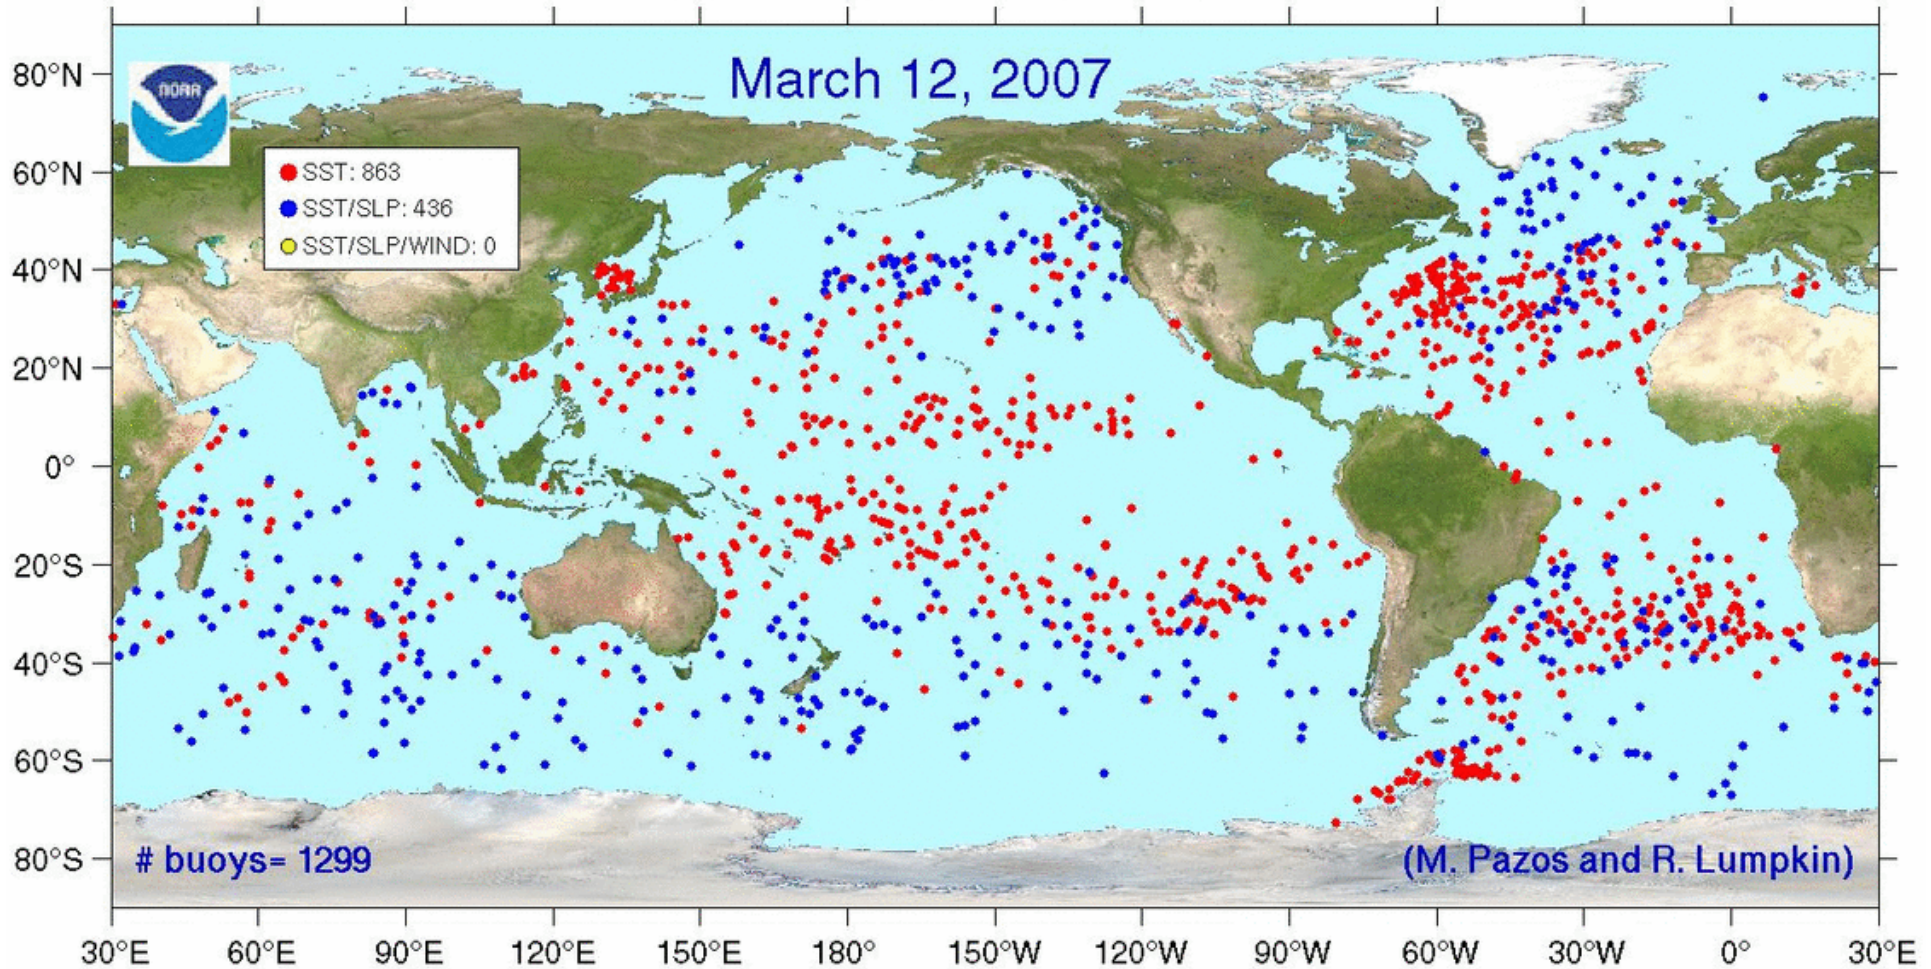 March 12, 2007
NOAA
SST: 863
SST/SLP: 436
SST/SLP/WIND: 0
80°N
60°N
40°N
20°N
0°
20°S
40°S
60°S
80°S
# buoys= 1299
(M. Pazos and R. Lumpkin)
30°E 60°E 90°E 120°E 150°E 180° 150°W 120°W 90°W 60°W 30°W 0° 30°E